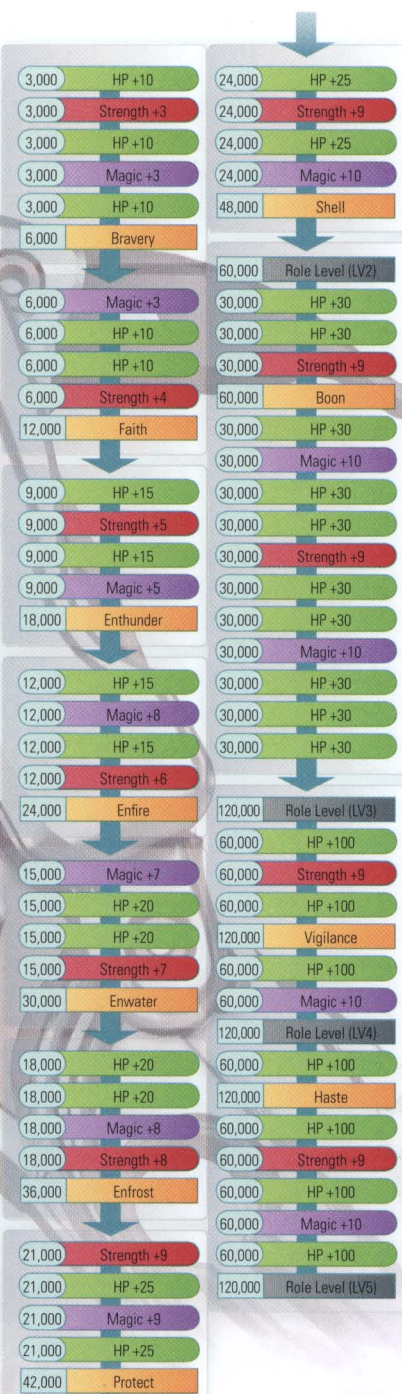 3,000 HP +10
3,000 Strength +3
3,000 HP +10
3,000 Magic +3
3,000 HP +10
6,000 Bravery
6,000 Magic +3
6,000 HP +10
6,000 HP +10
6,000 Strength +4
12,000 Faith
9,000 HP +15
9,000 Strength +5
9,000 HP +15
9,000 Magic +5
18,000 Enthunder
12,000 HP +15
12,000 Magic +8
12,000 HP +15
12,000 Strength +6
24,000 Enfire
15,000 Magic +7
15,000 HP +20
15,000 HP +20
15,000 Strength +7
30,000 Enwater
18,000 HP +20
18,000 HP +20
18,000 Magic +8
18,000 Strength +8
36,000 Enfrost
21,000 Strength +9
21,000 HP +25
21,000 Magic +9
21,000 HP +25
42,000 Protect
24,000 HP +25
24,000 Strength +9
24,000 HP +25
24,000 Magic +10
48,000 Shell
60,000 Role Level (LV2)
30,000 HP +30
30,000 HP +30
30,000 Strength +9
60,000 Boon
30,000 HP +30
30,000 Magic +10
30,000 HP +30
30,000 HP +30
30,000 Strength +9
30,000 HP +30
30,000 HP +30
30,000 Magic +10
30,000 HP +30
30,000 HP +30
30,000 HP +30
120,000 Role Level (LV3)
60,000 HP +100
60,000 Strength +9
60,000 HP +100
120,000 Vigilance
60,000 HP +100
60,000 Magic +10
120,000 Role Level (LV4)
60,000 HP +100
120,000 Haste
60,000 HP +100
60,000 Strength +9
60,000 HP +100
60,000 Magic +10
60,000 HP +100
120,000 Role Level (LV5)